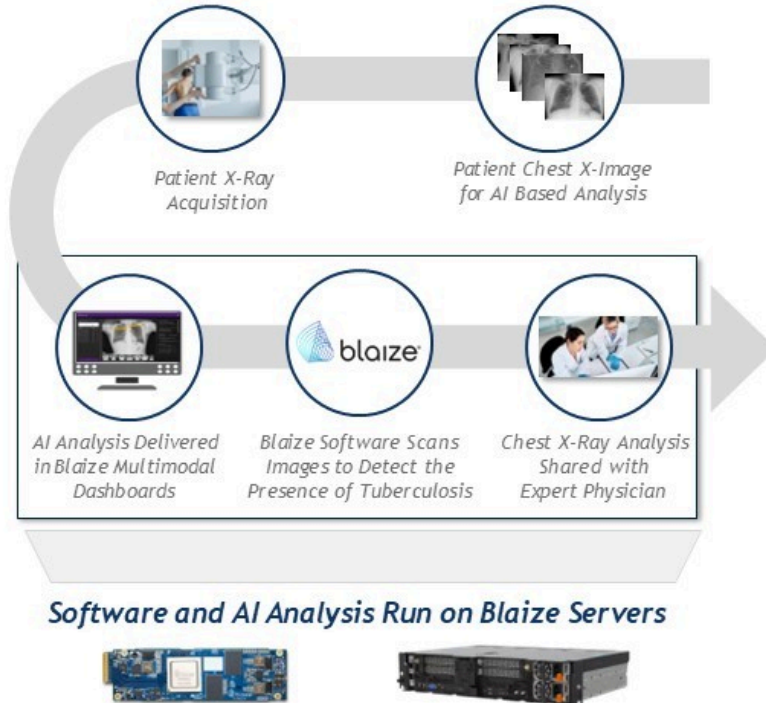 Patient X-Ray
Acquisition
Patient Chest X-Image
for AI Based Analysis
blaize
AI Analysis Delivered
in Blaize Multimodal
Dashboards
Blaize Software Scans
Images to Detect the
Presence of Tuberculosis
Chest X-Ray Analysis
Shared with
Expert Physician
Software and AI Analysis Run on Blaize Servers